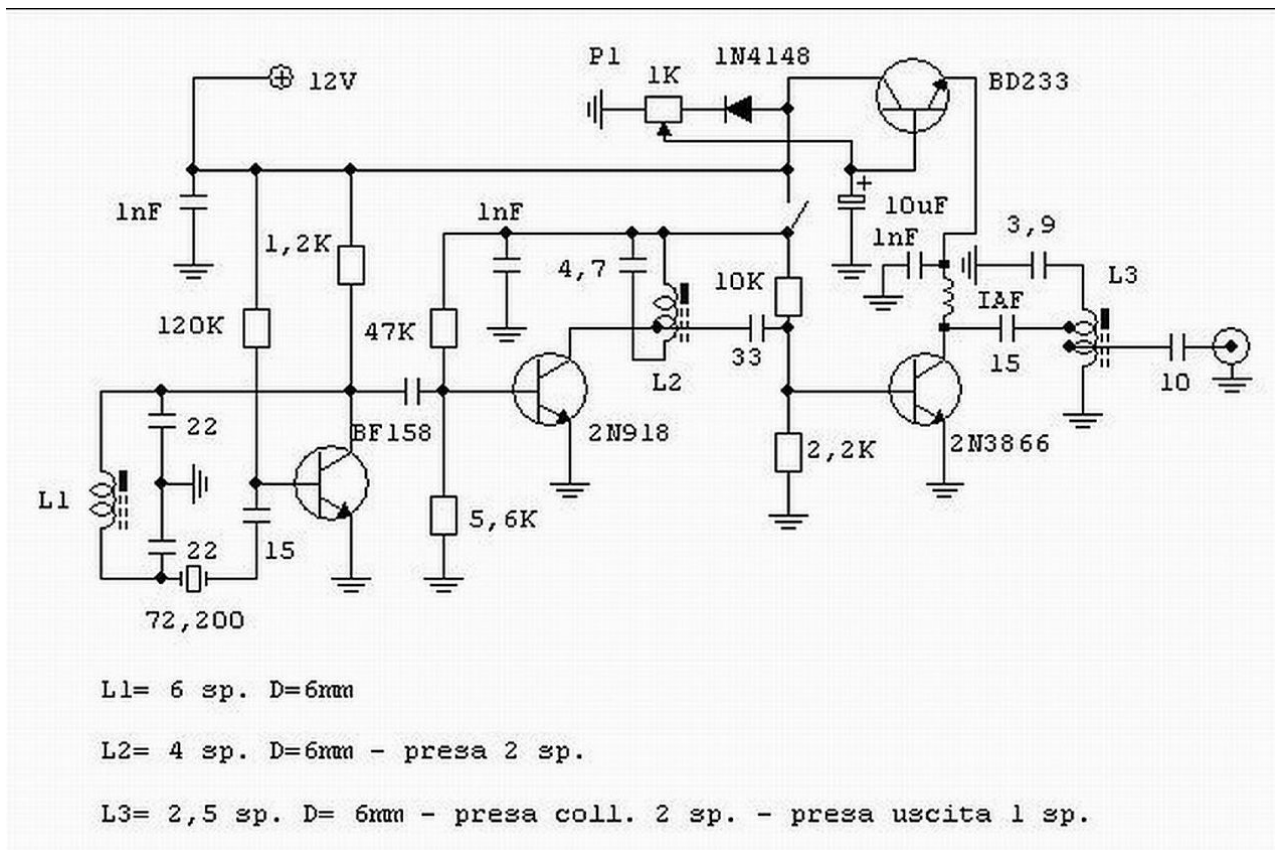 P1
1K
1N4148
BD233
12V
1nF
1,2K
1nF
4,7
10K
10uF
1nF
3,9
L3
120K
47K
33
IAF
15
10
L2
22
BF158
2N918
2,2K
2N3866
L1
22
15
5,6K
72,200
L1= 6 sp. D=6mm
L2= 4 sp. D=6mm - presa 2 sp.
L3= 2,5 sp. D= 6mm - presa coll. 2 sp. - presa uscita 1 sp.